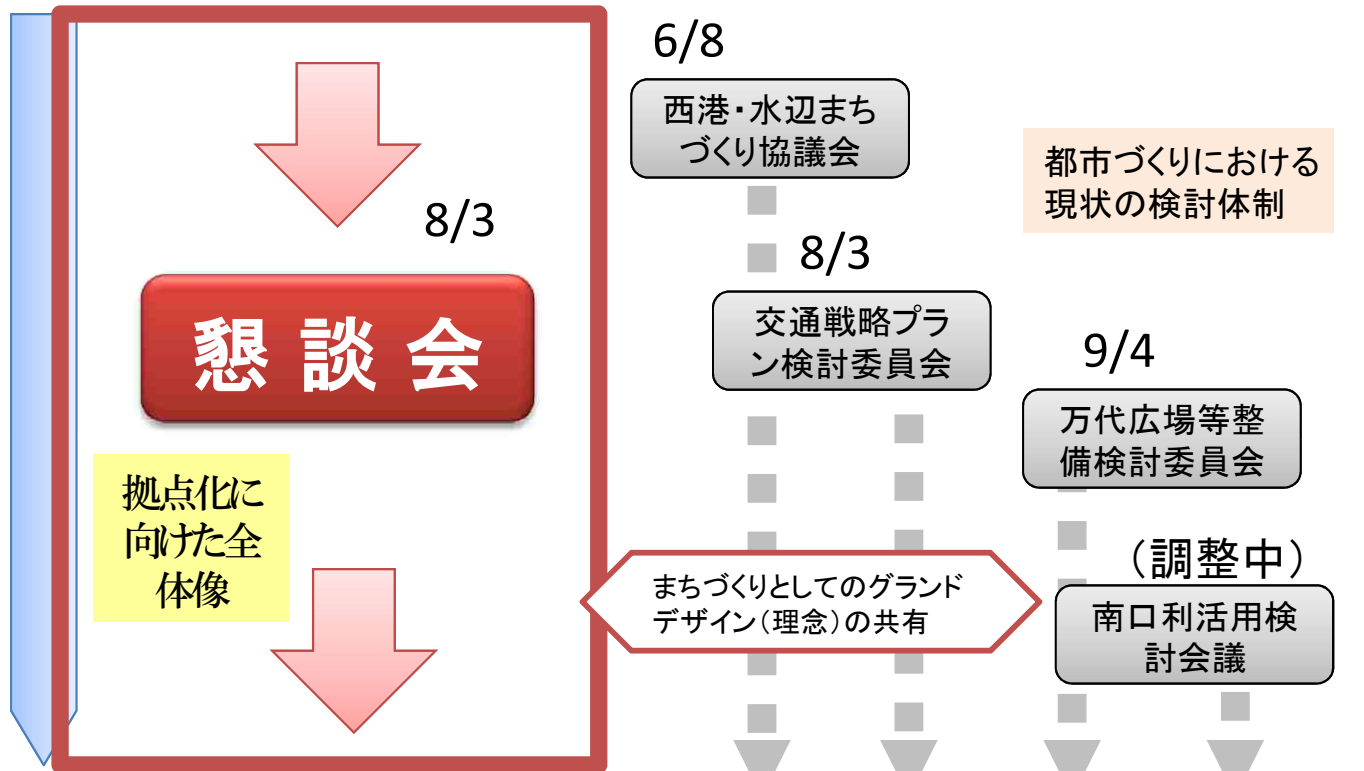 6/8
西港・水辺まち
づくり協議会
都市づくりにおける
現状の検討体制
8/3
懇談会
8/3
交通戦略プラ
ン検討委員会
9/4
万代広場等整
備検討委員会
拠点化に
向けた全
体像
まちづくりとしてのグランド
デザイン(理念)の共有
(調整中)
南口利活用検
討会議